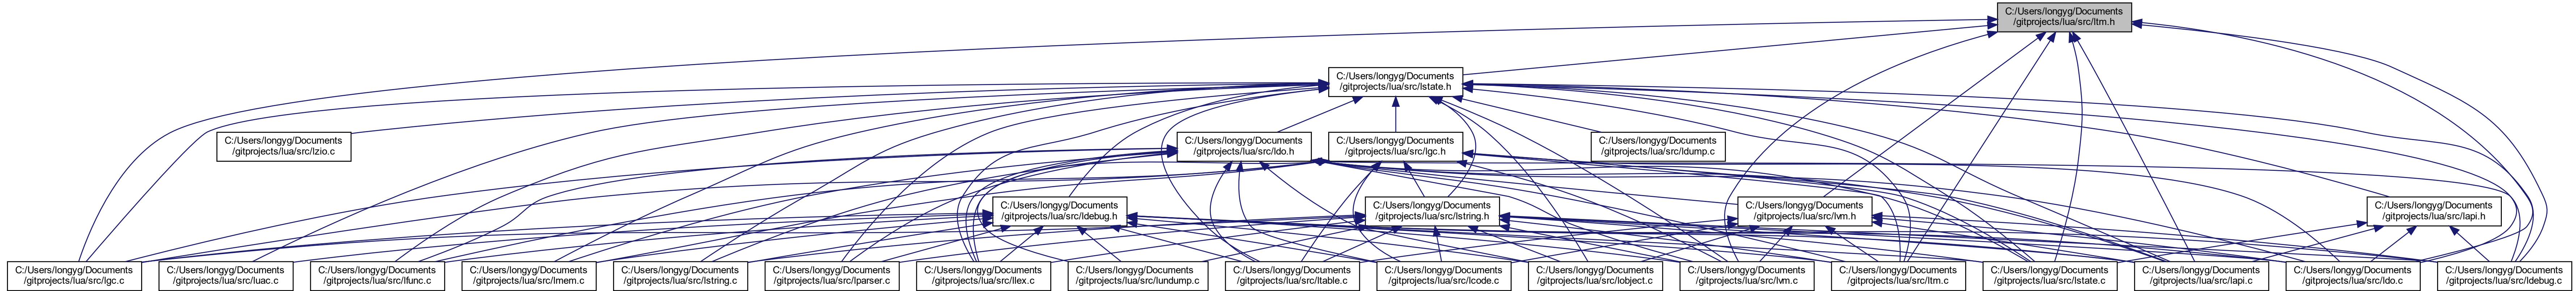 C:/Users/longyg/Documents
/gitprojects/lua/src/ltm.h
C:/Users/longyg/Documents
/gitprojects/lua/src/lstate.h
C:/Users/longyg/Documents
/gitprojects/lua/src/lzio.c
C:/Users/longyg/Documents
/gitprojects/lua/src/ldo.h
C:/Users/longyg/Documents
/gitprojects/lua/src/lgc.h
C:/Users/longyg/Documents
/gitprojects/lua/src/ldump.c
C:/Users/longyg/Documents
/gitprojects/lua/src/ldebug.h
C:/Users/longyg/Documents
/gitprojects/lua/src/lstring.h
C:/Users/longyg/Documents
/gitprojects/lua/src/lvm.h
C:/Users/longyg/Documents
/gitprojects/lua/src/lapi.h
C:/Users/longyg/Documents
/gitprojects/lua/src/lgc.c
C:/Users/longyg/Documents
/gitprojects/lua/src/luac.c
C:/Users/longyg/Documents
/gitprojects/lua/src/lfunc.c
C:/Users/longyg/Documents
/gitprojects/lua/src/lmem.c
C:/Users/longyg/Documents
/gitprojects/lua/src/lstring.c
C:/Users/longyg/Documents
/gitprojects/lua/src/lparser.c
C:/Users/longyg/Documents
/gitprojects/lua/src/llex.c
C:/Users/longyg/Documents
/gitprojects/lua/src/lundump.c
C:/Users/longyg/Documents
/gitprojects/lua/src/ltable.c
C:/Users/longyg/Documents
/gitprojects/lua/src/lcode.c
C:/Users/longyg/Documents
/gitprojects/lua/src/lobject.c
C:/Users/longyg/Documents
/gitprojects/lua/src/lvm.c
C:/Users/longyg/Documents
/gitprojects/lua/src/ltm.c
C:/Users/longyg/Documents
/gitprojects/lua/src/lstate.c
C:/Users/longyg/Documents
/gitprojects/lua/src/lapi.c
C:/Users/longyg/Documents
/gitprojects/lua/src/ldo.c
C:/Users/longyg/Documents
/gitprojects/lua/src/ldebug.c